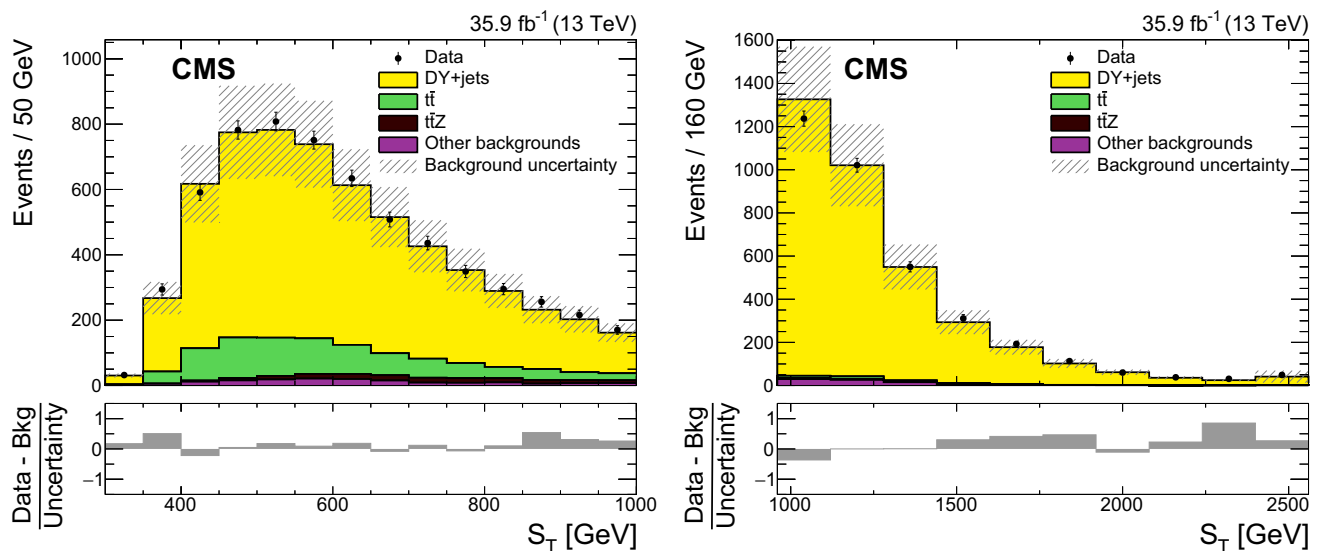 35.9 fb⁻¹ (13 TeV)
CMS
Data
DY+jets
tt̄
tt̄Z
Other backgrounds
Background uncertainty
Events / 50 GeV
1000
800
600
400
200
0
Data - Bkg
Uncertainty
1
0
−1
400
600
800
1000
S_T [GeV]
35.9 fb⁻¹ (13 TeV)
CMS
Data
DY+jets
tt̄
tt̄Z
Other backgrounds
Background uncertainty
Events / 160 GeV
1600
1400
1200
1000
800
600
400
200
0
Data - Bkg
Uncertainty
1
0
−1
1000
1500
2000
2500
S_T [GeV]